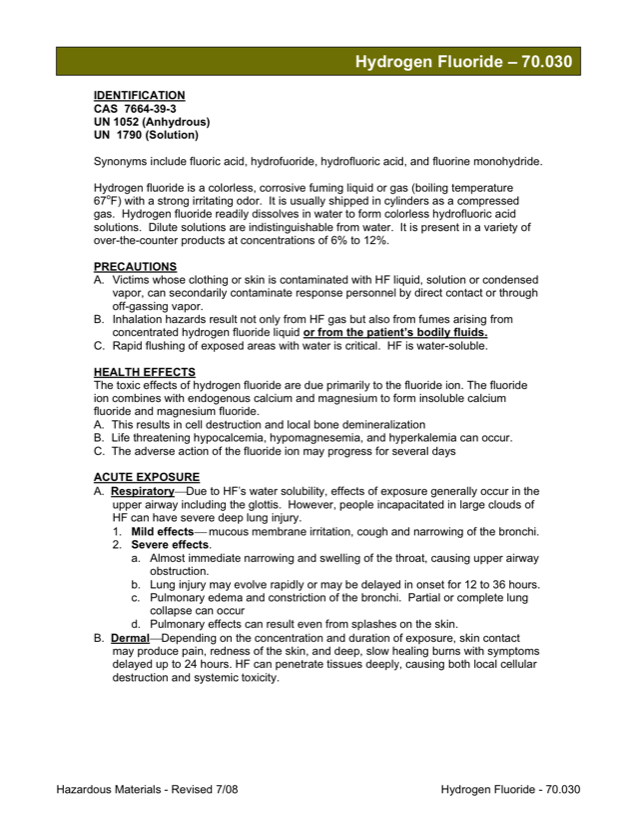 Hydrogen Fluoride – 70.030
IDENTIFICATION
CAS 7664-39-3
UN 1052 (Anhydrous)
UN 1790 (Solution)
Synonyms include fluoric acid, hydrofuoride, hydrofluoric acid, and fluorine monohydride.
Hydrogen fluoride is a colorless, corrosive fuming liquid or gas (boiling temperature
67°F) with a strong irritating odor. It is usually shipped in cylinders as a compressed
gas. Hydrogen fluoride readily dissolves in water to form colorless hydrofluoric acid
solutions. Dilute solutions are indistinguishable from water. It is present in a variety of
over-the-counter products at concentrations of 6% to 12%.
PRECAUTIONS
A. Victims whose clothing or skin is contaminated with HF liquid, solution or condensed
vapor, can secondarily contaminate response personnel by direct contact or through
off-gassing vapor.
B. Inhalation hazards result not only from HF gas but also from fumes arising from
concentrated hydrogen fluoride liquid or from the patient's bodily fluids.
C. Rapid flushing of exposed areas with water is critical. HF is water-soluble.
HEALTH EFFECTS
The toxic effects of hydrogen fluoride are due primarily to the fluoride ion. The fluoride
ion combines with endogenous calcium and magnesium to form insoluble calcium
fluoride and magnesium fluoride.
A. This results in cell destruction and local bone demineralization
B. Life threatening hypocalcemia, hypomagnesemia, and hyperkalemia can occur.
C. The adverse action of the fluoride ion may progress for several days
ACUTE EXPOSURE
A. Respiratory—Due to HF's water solubility, effects of exposure generally occur in the
upper airway including the glottis. However, people incapacitated in large clouds of
HF can have severe deep lung injury.
1. Mild effects—mucous membrane irritation, cough and narrowing of the bronchi.
2. Severe effects.
a. Almost immediate narrowing and swelling of the throat, causing upper airway
obstruction.
b. Lung injury may evolve rapidly or may be delayed in onset for 12 to 36 hours.
c. Pulmonary edema and constriction of the bronchi. Partial or complete lung
collapse can occur
d. Pulmonary effects can result even from splashes on the skin.
B. Dermal—Depending on the concentration and duration of exposure, skin contact
may produce pain, redness of the skin, and deep, slow healing burns with symptoms
delayed up to 24 hours. HF can penetrate tissues deeply, causing both local cellular
destruction and systemic toxicity.
Hazardous Materials - Revised 7/08
Hydrogen Fluoride - 70.030